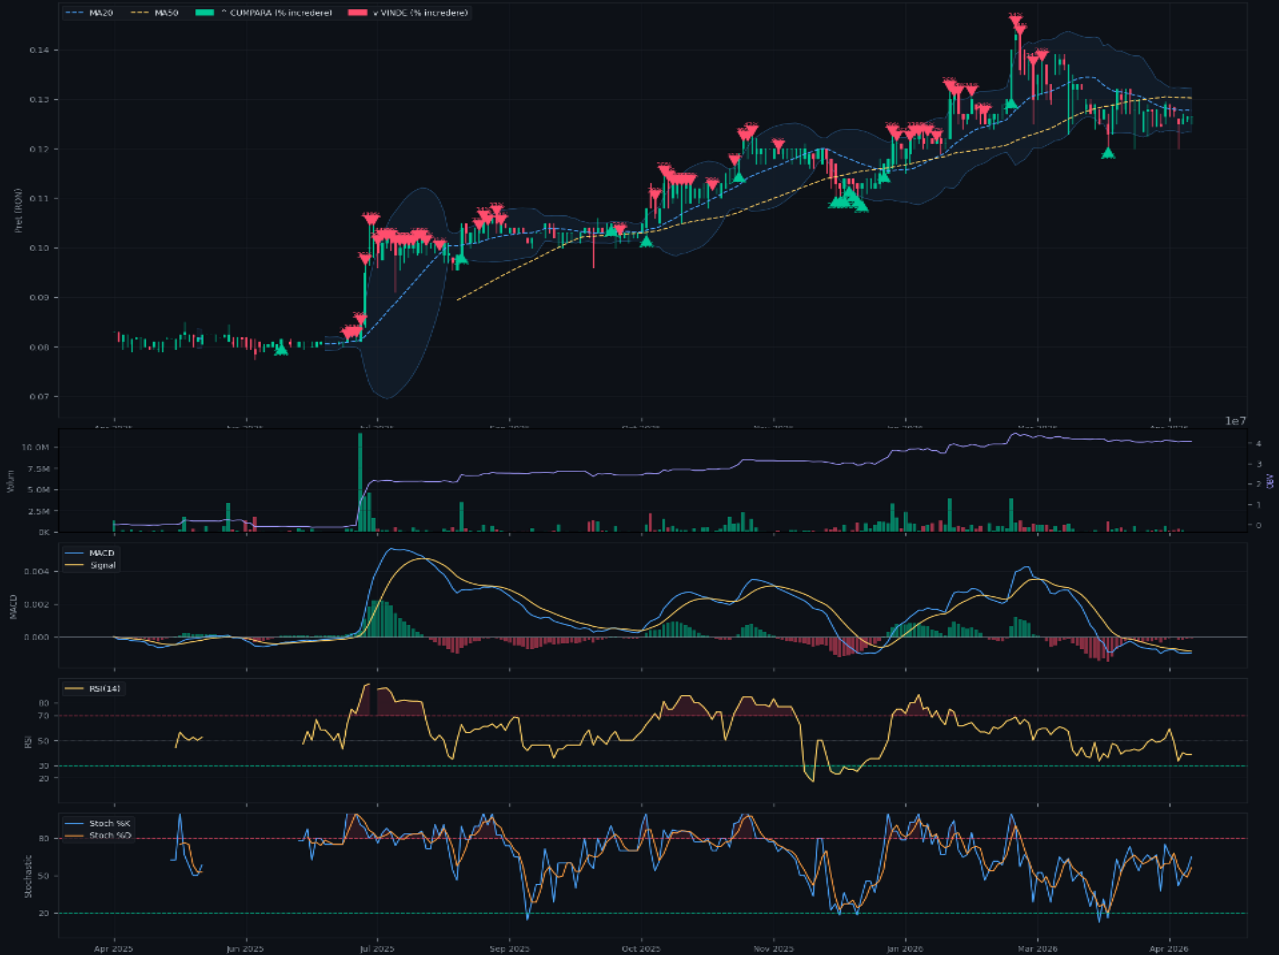 MA20 MA50 ^ CUMPARA (% incredere) v VINDE (% incredere)
0.14
0.13
0.12
0.11
0.10
0.09
0.08
0.07
Pret (RON)
1e7
10.0M
7.5M
5.0M
2.5M
0K
Volum
4
3
2
1
0
OBV
MACD
Signal
0.004
0.002
0.000
MACD
RSI(14)
80
70
50
30
20
RSI
Stoch %K
Stoch %D
80
50
20
Stochastic
Apr 2025 Jun 2025 Jul 2025 Sep 2025 Oct 2025 Nov 2025 Jan 2026 Mar 2026 Apr 2026